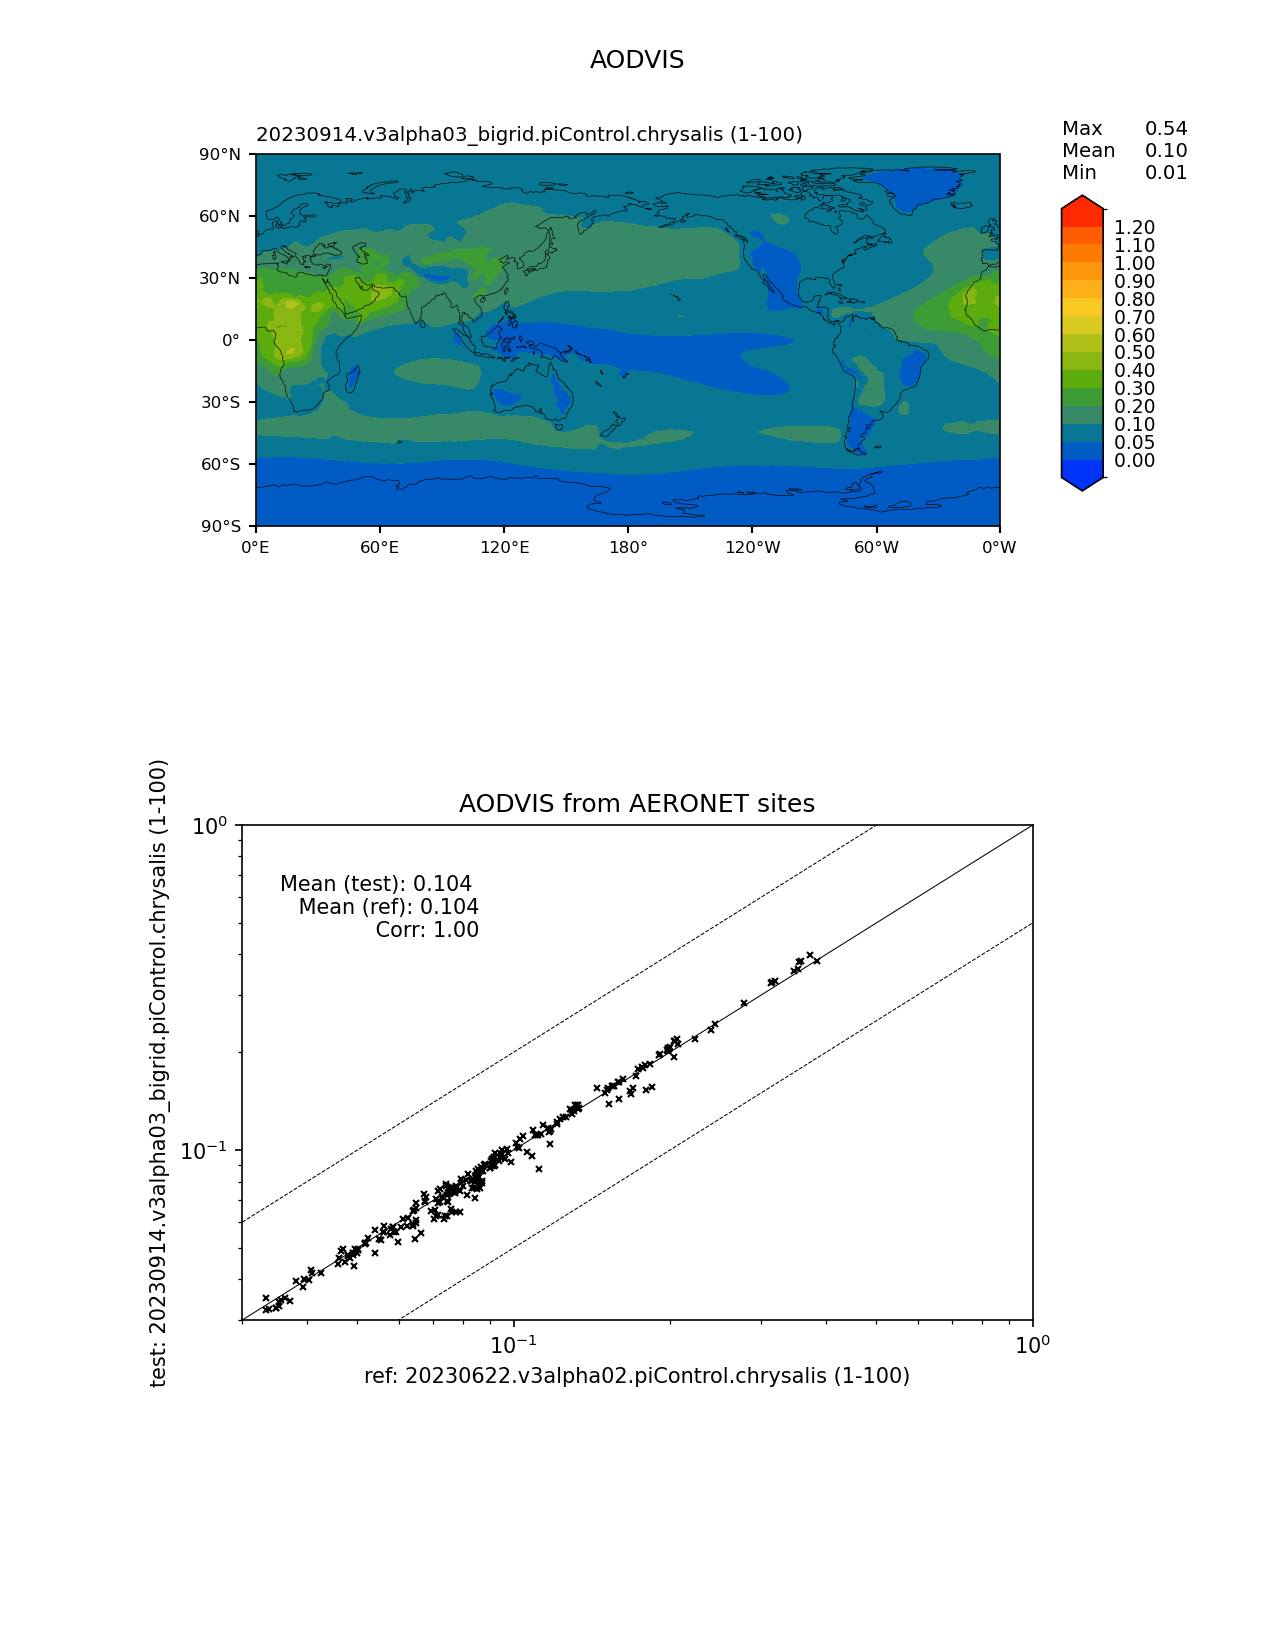 AODVIS
20230914.v3alpha03_bigrid.piControl.chrysalis (1-100)
Max 0.54
Mean 0.10
Min 0.01
90°N
60°N
30°N
0°
30°S
60°S
90°S
0°E 60°E 120°E 180° 120°W 60°W 0°W
1.20
1.10
1.00
0.90
0.80
0.70
0.60
0.50
0.40
0.30
0.20
0.10
0.05
0.00
AODVIS from AERONET sites
test: 20230914.v3alpha03_bigrid.piControl.chrysalis (1-100)
10⁰
10⁻¹
Mean (test): 0.104
Mean (ref): 0.104
Corr: 1.00
10⁻¹ 10⁰
ref: 20230622.v3alpha02.piControl.chrysalis (1-100)